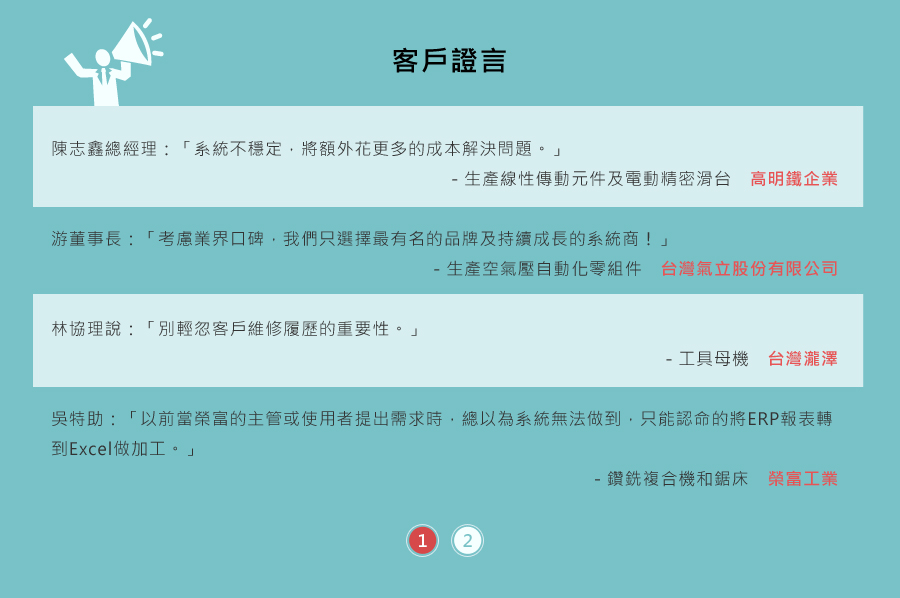 客戶證言
陳志鑫總經理：「系統不穩定，將額外花更多的成本解決問題。」
- 生產線性傳動元件及電動精密滑台 高明鐵企業
游董事長：「考慮業界口碑，我們只選擇最有名的品牌及持續成長的系統商！」
- 生產空氣壓自動化零組件 台灣氣立股份有限公司
林協理說：「別輕忽客戶維修履歷的重要性。」
- 工具母機 台灣瀧澤
吳特助：「以前當榮富的主管或使用者提出需求時，總以為系統無法做到，只能認命的將ERP報表轉
到Excel做加工。」
- 鑽銑複合機和鋸床 榮富工業
1 2